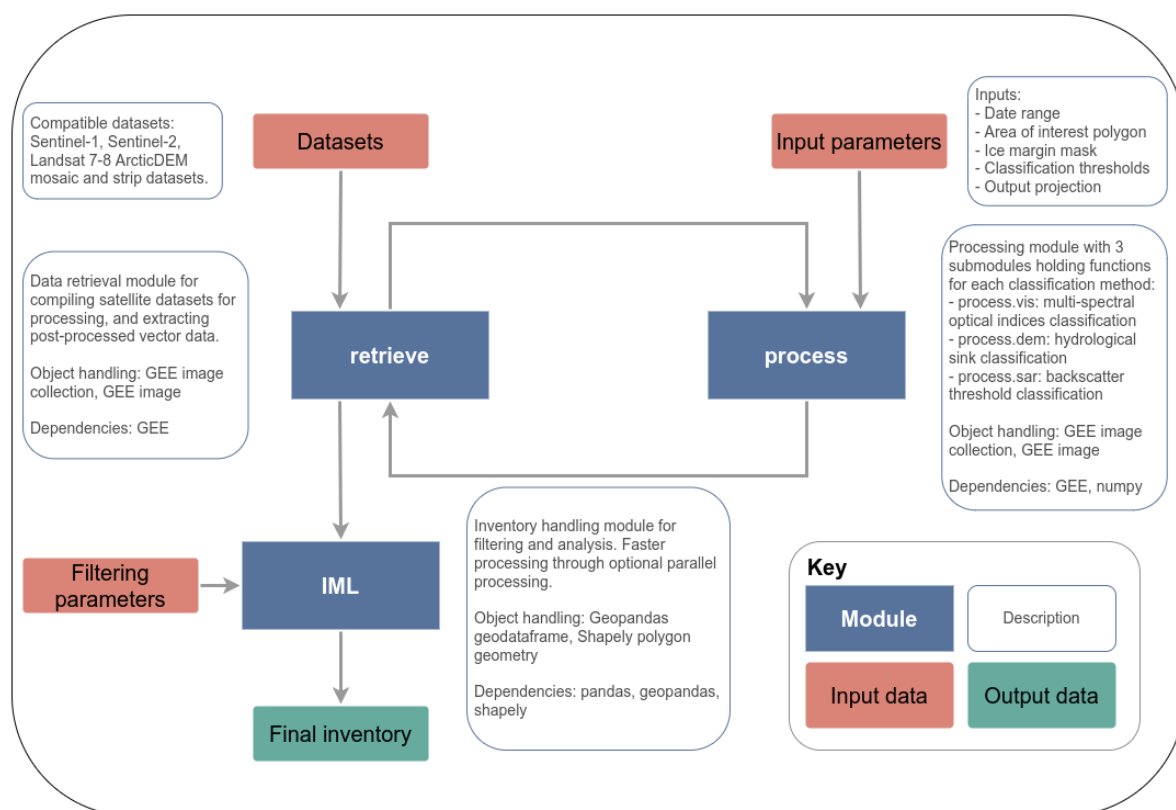 Compatible datasets:
Sentinel-1, Sentinel-2,
Landsat 7-8 ArcticDEM
mosaic and strip datasets.
Datasets
Input parameters
Inputs:
- Date range
- Area of interest polygon
- Ice margin mask
- Classification thresholds
- Output projection
Data retrieval module for
compiling satellite datasets for
processing, and extracting
post-processed vector data.
Object handling: GEE image
collection, GEE image
Dependencies: GEE
retrieve
process
Processing module with 3
submodules holding functions
for each classification method:
- process.vis: multi-spectral
optical indices classification
- process.dem: hydrological
sink classification
- process.sar: backscatter
threshold classification
Object handling: GEE image
collection, GEE image
Dependencies: GEE, numpy
Filtering
parameters
IML
Inventory handling module for
filtering and analysis. Faster
processing through optional parallel
processing.
Object handling: Geopandas
geodataframe, Shapely polygon
geometry
Dependencies: pandas, geopandas,
shapely
Final inventory
Key
Module
Description
Input data
Output data